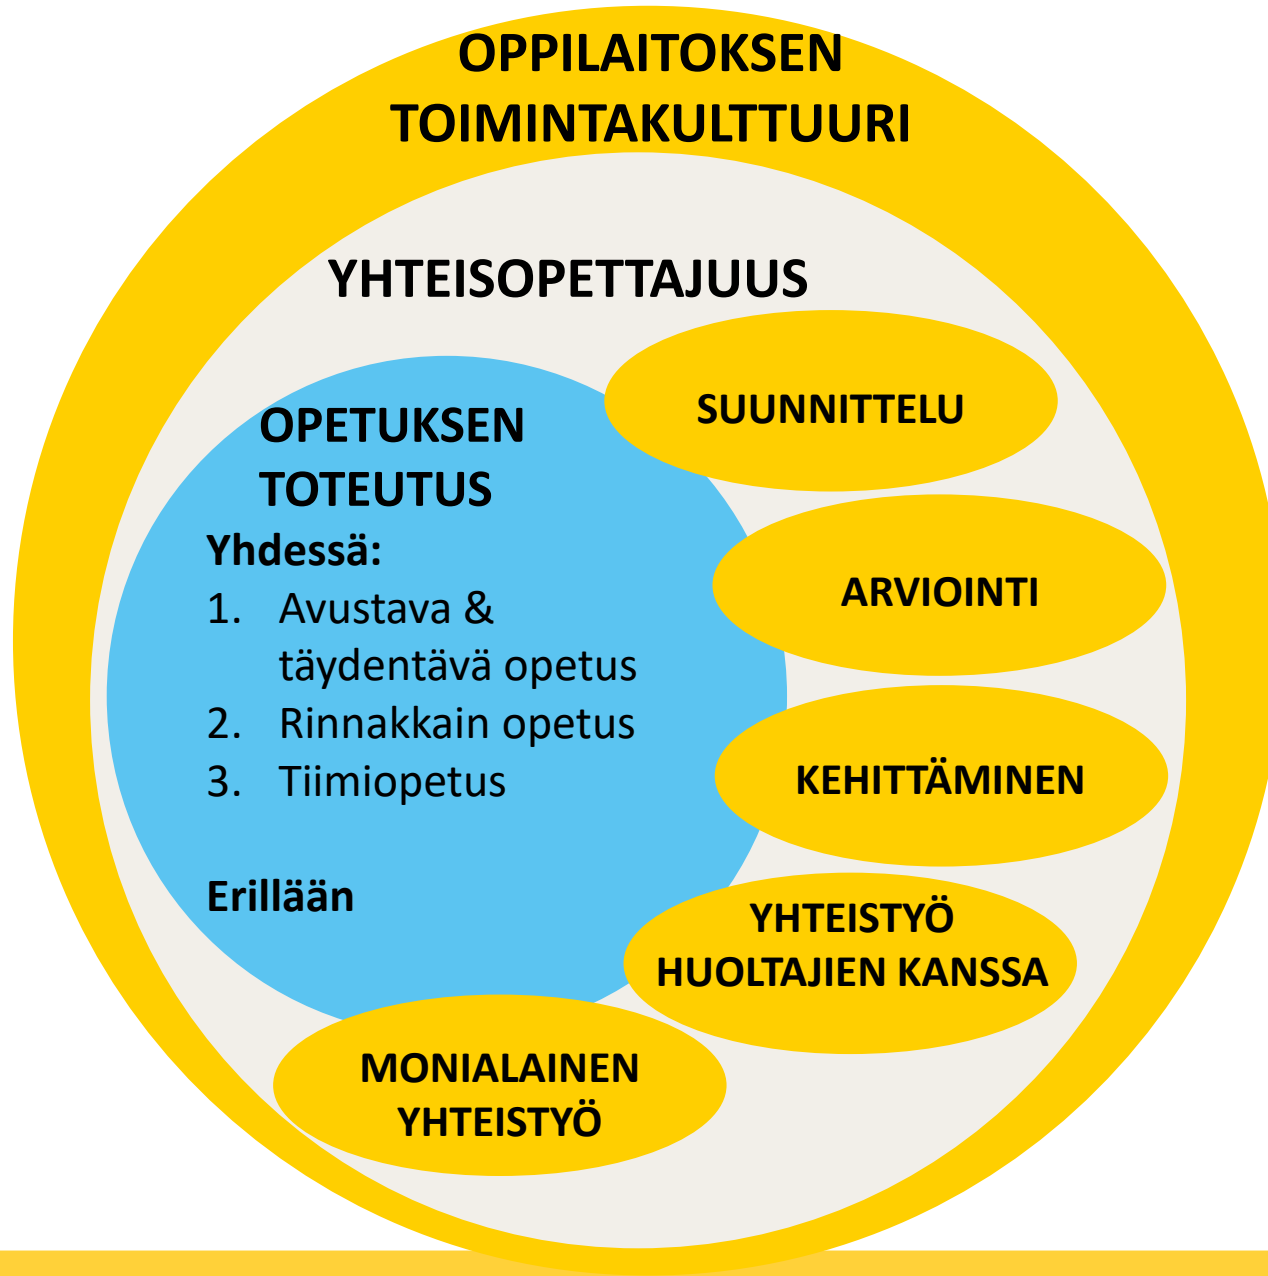 OPPILAITOKSEN
TOIMINTAKULTTUURI
YHTEISOPETTAJUUS
SUUNNITTELU
OPETUKSEN
TOTEUTUS
Yhdessä:
1. Avustava &
täydentävä opetus
2. Rinnakkain opetus
3. Tiimiopetus
Erillään
ARVIOINTI
KEHITTÄMINEN
YHTEISTYÖ
HUOLTAJIEN KANSSA
MONIALAINEN
YHTEISTYÖ